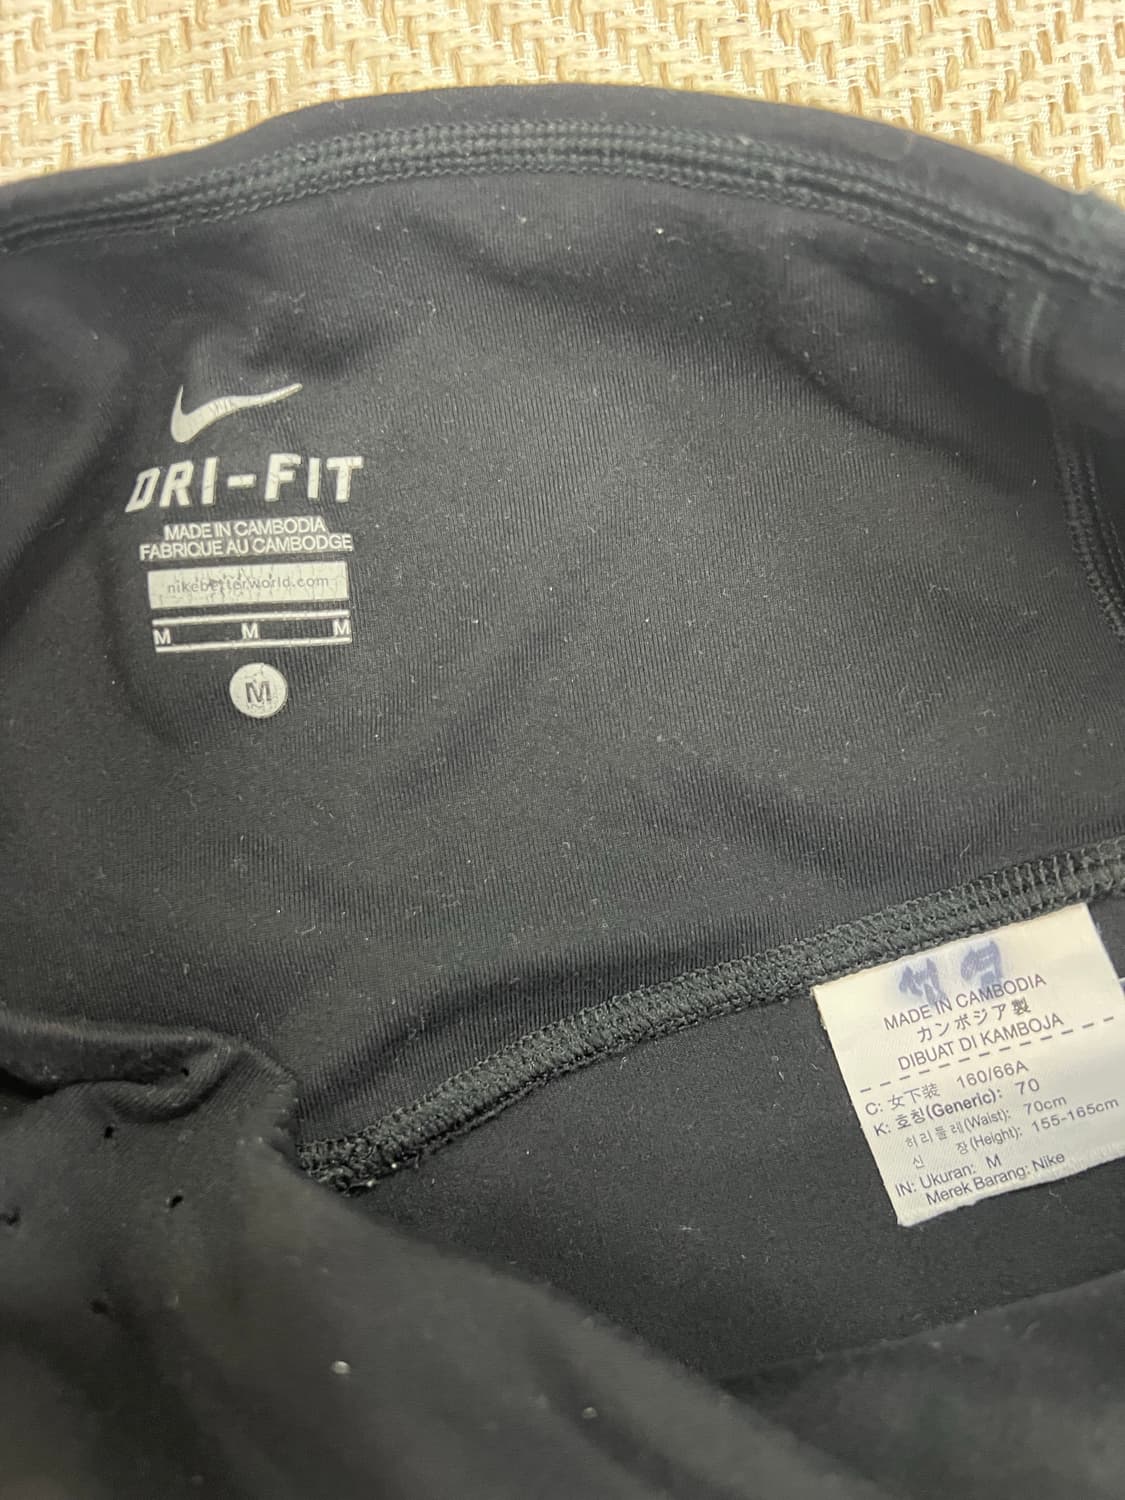 DRI-FIT
MADE IN CAMBODIA
FABRIQUE AU CAMBODGE
nikebetterworld.com
M M M
M
MADE IN CAMBODIA
カンボジア製
DIBUAT DI KAMBOJA
C: 女下装 160/66A
K: 호칭(Generic): 70
허리둘레(Waist): 70cm
신 장(Height): 155-165cm
IN: Ukuran: M
Merek Barang: Nike